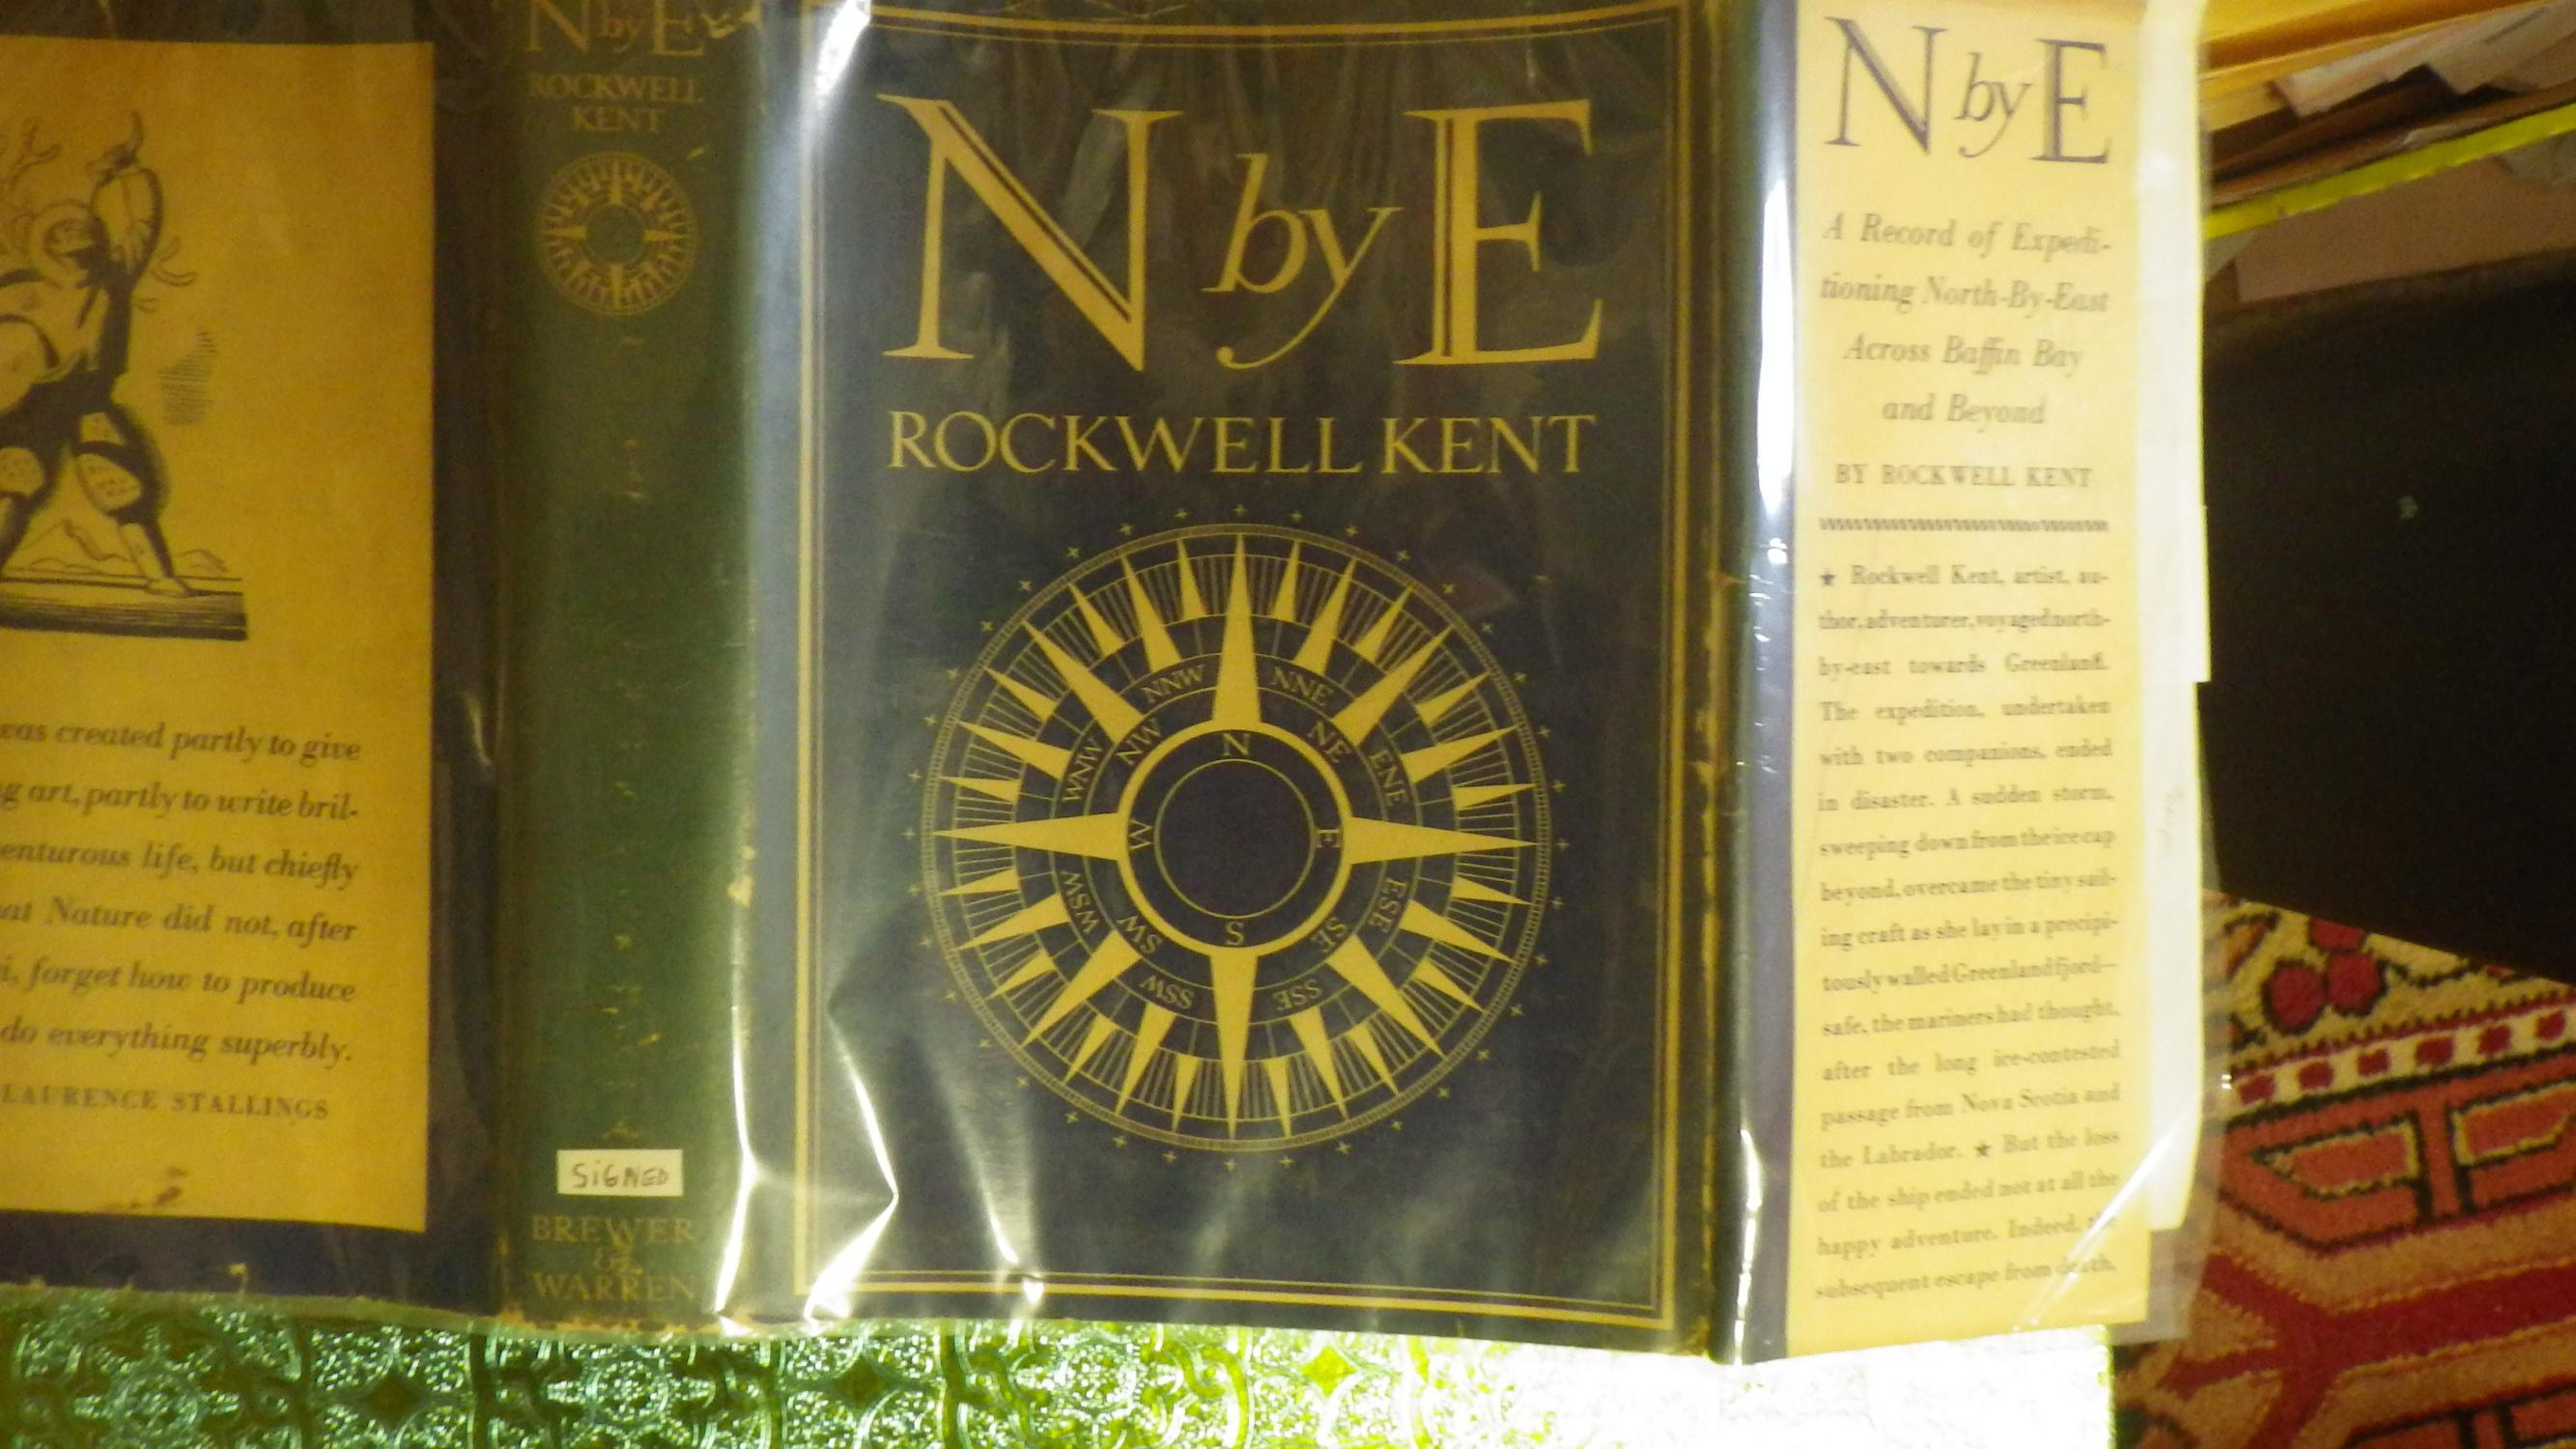 was created partly to give
g art, partly to write bril-
enturous life, but chiefly
at Nature did not, after
i, forget how to produce
do everything superbly.
LAURENCE STALLINGS
N by E
ROCKWELL
KENT
SIGNED
BREWER
&
WARREN
N by E
ROCKWELL KENT
N
NNE
NE
ENE
E
ESE
SE
SSE
S
SSW
SW
WSW
W
WNW
NW
NNW
N by E
A Record of Expedi-
tioning North-By-East
Across Baffin Bay
and Beyond
BY ROCKWELL KENT
★ Rockwell Kent, artist, au-
thor, adventurer, voyaged north-
by-east towards Greenland.
The expedition, undertaken
with two companions, ended
in disaster. A sudden storm,
sweeping down from the ice-cap
beyond, overcame the tiny sail-
ing craft as she lay in a precipi-
tously walled Greenland fjord—
safe, the mariners had thought,
after the long ice-contested
passage from Nova Scotia and
the Labrador. ★ But the loss
of the ship ended not at all the
happy adventure. Indeed, the
subsequent escape from death,